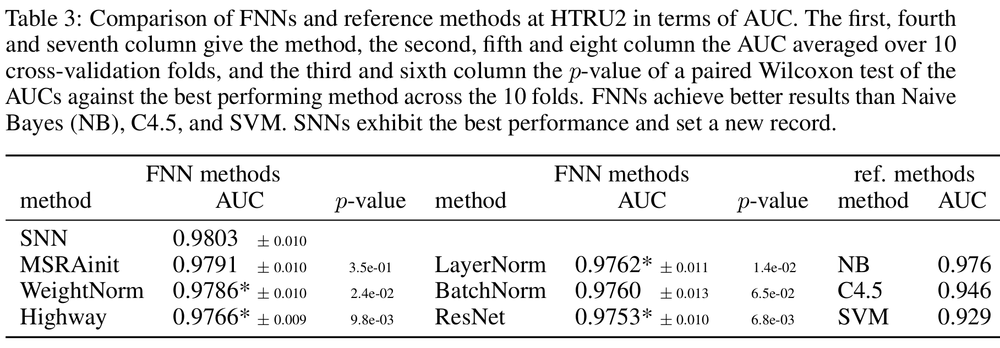 Table 3: Comparison of FNNs and reference methods at HTRU2 in terms of AUC. The first, fourth
and seventh column give the method, the second, fifth and eight column the AUC averaged over 10
cross-validation folds, and the third and sixth column the p-value of a paired Wilcoxon test of the
AUCs against the best performing method across the 10 folds. FNNs achieve better results than Naive
Bayes (NB), C4.5, and SVM. SNNs exhibit the best performance and set a new record.
FNN methods FNN methods ref. methods
method AUC p-value method AUC p-value method AUC
SNN 0.9803 ± 0.010
MSRAinit 0.9791 ± 0.010 3.5e-01 LayerNorm 0.9762* ± 0.011 1.4e-02 NB 0.976
WeightNorm 0.9786* ± 0.010 2.4e-02 BatchNorm 0.9760 ± 0.013 6.5e-02 C4.5 0.946
Highway 0.9766* ± 0.009 9.8e-03 ResNet 0.9753* ± 0.010 6.8e-03 SVM 0.929